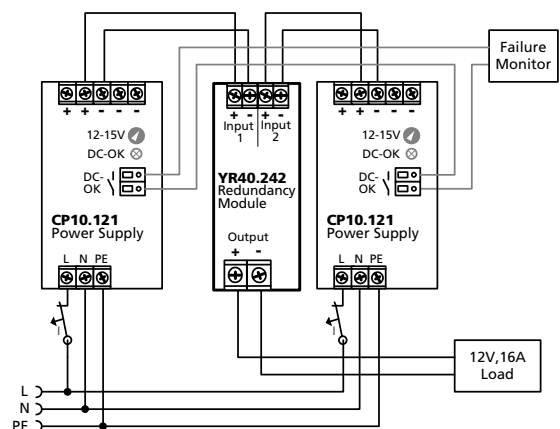 Failure
Monitor
+ + - - -
12-15V
DC-OK
DC-
OK
CP10.121
Power Supply
L N PE
+ - + -
Input
1
Input
2
YR40.242
Redundancy
Module
Output
+ -
+ + - - -
12-15V
DC-OK
DC-
OK
CP10.121
Power Supply
L N PE
I
I
12V,16A
Load
L
N
PE